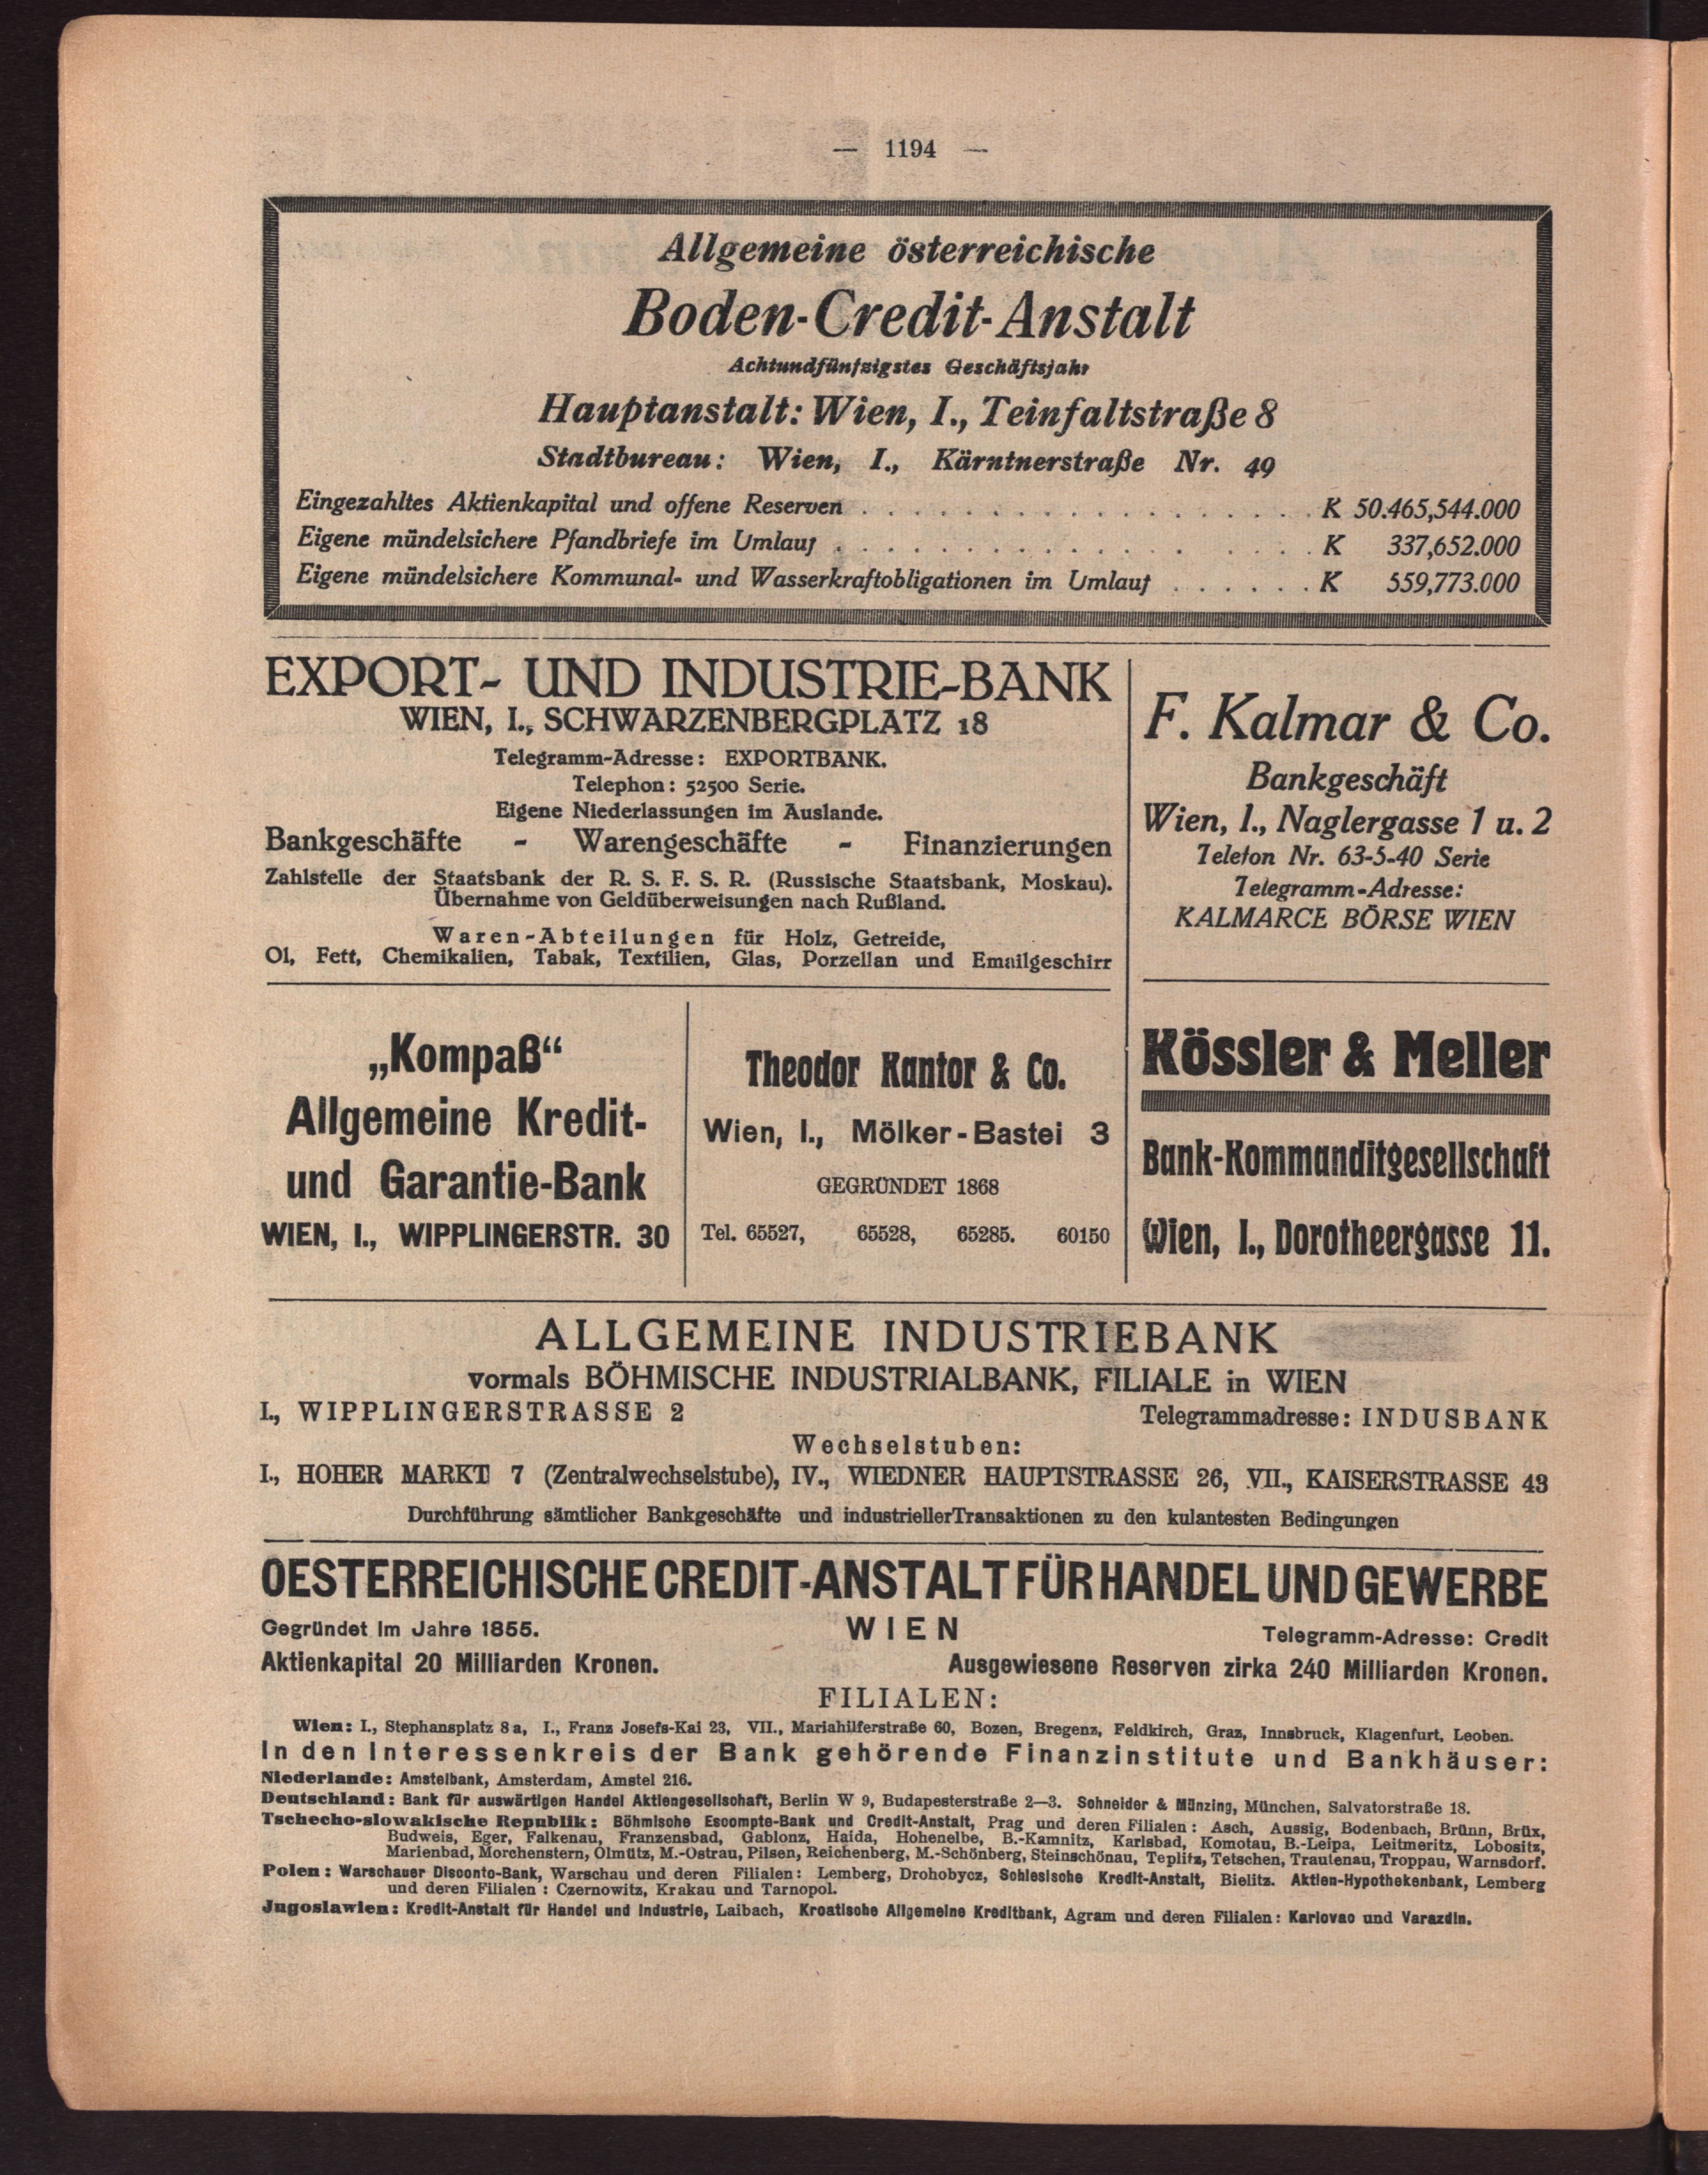 — 1194 —
Allgemeine österreichische
Boden-Credit-Anstalt
Achtundfünfzigstes Geschäftsjahr
Hauptanstalt: Wien, I., Teinfaltstraße 8
Stadtbureau: Wien, I., Kärntnerstraße Nr. 49
Eingezahltes Aktienkapital und offene Reserven . . . . . . . . . . . . . . . . . . K 50.465,544.000
Eigene mündelsichere Pfandbriefe im Umlauf . . . . . . . . . . . . . . . . . . K 337,652.000
Eigene mündelsichere Kommunal- und Wasserkraftobligationen im Umlauf . . . . . . K 559,773.000
EXPORT- UND INDUSTRIE-BANK
WIEN, I., SCHWARZENBERGPLATZ 18
Telegramm-Adresse: EXPORTBANK.
Telephon: 52500 Serie.
Eigene Niederlassungen im Auslande.
Bankgeschäfte - Warengeschäfte - Finanzierungen
Zahlstelle der Staatsbank der R. S. F. S. R. (Russische Staatsbank, Moskau).
Übernahme von Geldüberweisungen nach Rußland.
Waren-Abteilungen für Holz, Getreide,
Ol, Fett, Chemikalien, Tabak, Textilien, Glas, Porzellan und Emailgeschirr
F. Kalmar & Co.
Bankgeschäft
Wien, I., Naglergasse 1 u. 2
Telefon Nr. 63-5-40 Serie
Telegramm-Adresse:
KALMARCE BÖRSE WIEN
„Kompaß“
Allgemeine Kredit-
und Garantie-Bank
WIEN, I., WIPPLINGERSTR. 30
Theodor Kantor & Co.
Wien, I., Mölker-Bastei 3
GEGRÜNDET 1868
Tel. 65527, 65528, 65285. 60150
Kössler & Meller
Bank-Kommanditgesellschaft
Wien, I., Dorotheergasse 11.
ALLGEMEINE INDUSTRIEBANK
vormals BÖHMISCHE INDUSTRIALBANK, FILIALE in WIEN
I., WIPPLINGERSTRASSE 2 Telegrammadresse: INDUSBANK
Wechselstuben:
I., HOHER MARKT 7 (Zentralwechselstube), IV., WIEDNER HAUPTSTRASSE 26, VII., KAISERSTRASSE 43
Durchführung sämtlicher Bankgeschäfte und industrieller Transaktionen zu den kulantesten Bedingungen
OESTERREICHISCHE CREDIT-ANSTALT FÜR HANDEL UND GEWERBE
Gegründet im Jahre 1855. WIEN Telegramm-Adresse: Credit
Aktienkapital 20 Milliarden Kronen. Ausgewiesene Reserven zirka 240 Milliarden Kronen.
FILIALEN:
Wien: I., Stephansplatz 8a, I., Franz Josefs-Kai 23, VII., Mariahilferstraße 60, Bozen, Bregenz, Feldkirch, Graz, Innsbruck, Klagenfurt, Leoben.
In den Interessenkreis der Bank gehörende Finanzinstitute und Bankhäuser:
Niederlande: Amstelbank, Amsterdam, Amstel 216.
Deutschland: Bank für auswärtigen Handel Aktiengesellschaft, Berlin W 9, Budapesterstraße 2—3. Schneider & Münzing, München, Salvatorstraße 18.
Tschecho-slowakische Republik: Böhmische Escompte-Bank und Credit-Anstalt, Prag und deren Filialen: Asch, Aussig, Bodenbach, Brünn, Brüx,
Budweis, Eger, Falkenau, Franzensbad, Gablonz, Haida, Hohenelbe, B.-Kamnitz, Karlsbad, Komotau, B.-Leipa, Leitmeritz, Lobositz,
Marienbad, Morchenstern, Olmütz, M.-Ostrau, Pilsen, Reichenberg, M.-Schönberg, Steinschönau, Teplitz, Tetschen, Trautenau, Troppau, Warnsdorf.
Polen: Warschauer Disconto-Bank, Warschau und deren Filialen: Lemberg, Drohobycz, Schlesische Kredit-Anstalt, Bielitz. Aktien-Hypothekenbank, Lemberg
und deren Filialen: Czernowitz, Krakau und Tarnopol.
Jugoslawien: Kredit-Anstalt für Handel und Industrie, Laibach, Kroatische Allgemeine Kreditbank, Agram und deren Filialen: Karlovac und Varazdin.